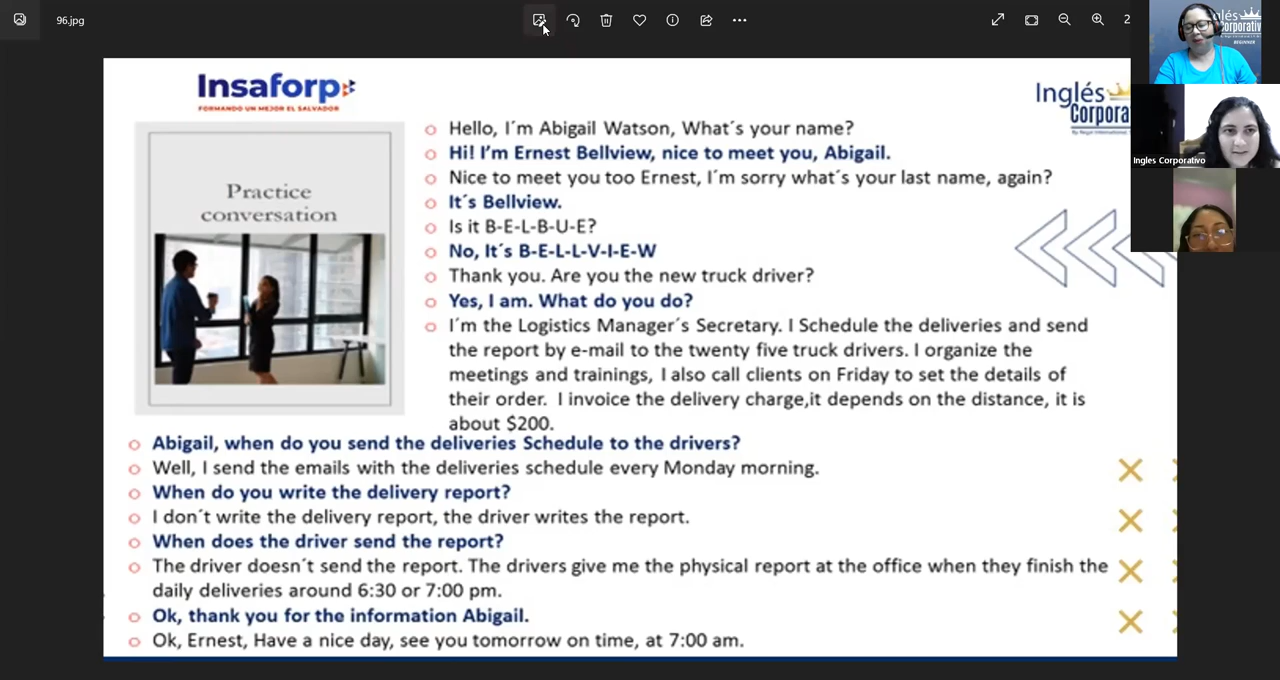 96.jpg
2
Insaforp
FORMANDO UN MEJOR EL SALVADOR
Inglés
Corpora
Practice
conversation
Hello, I´m Abigail Watson, What´s your name?
Hi! I’m Ernest Bellview, nice to meet you, Abigail.
Nice to meet you too Ernest, I´m sorry what´s your last name, again?
It´s Bellview.
Is it B-E-L-B-U-E?
No, It´s B-E-L-L-V-I-E-W
Thank you. Are you the new truck driver?
Yes, I am. What do you do?
I´m the Logistics Manager´s Secretary. I Schedule the deliveries and send
the report by e-mail to the twenty five truck drivers. I organize the
meetings and trainings, I also call clients on Friday to set the details of
their order.  I invoice the delivery charge,it depends on the distance, it is
about $200.
Abigail, when do you send the deliveries Schedule to the drivers?
Well, I send the emails with the deliveries schedule every Monday morning.
When do you write the delivery report?
I don´t write the delivery report, the driver writes the report.
When does the driver send the report?
The driver doesn´t send the report. The drivers give me the physical report at the office when they finish the
daily deliveries around 6:30 or 7:00 pm.
Ok, thank you for the information Abigail.
Ok, Ernest, Have a nice day, see you tomorrow on time, at 7:00 am.
Inglés
Corporativ
BEGINNER
Ingles Corporativo